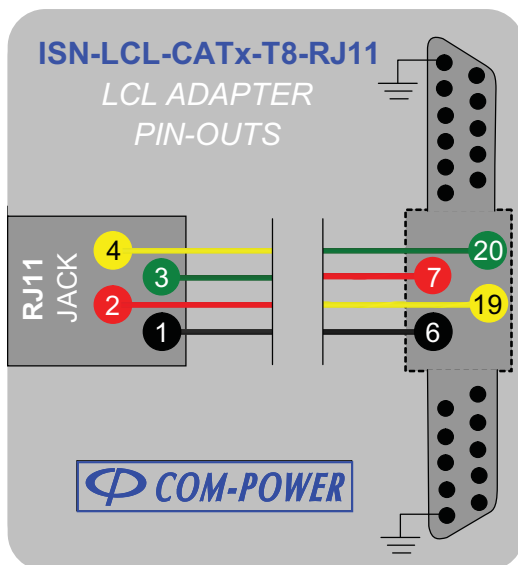 ISN-LCL-CATx-T8-RJ11
LCL ADAPTER
PIN-OUTS
RJ11
JACK
4
3
2
1
20
7
19
6
COM-POWER